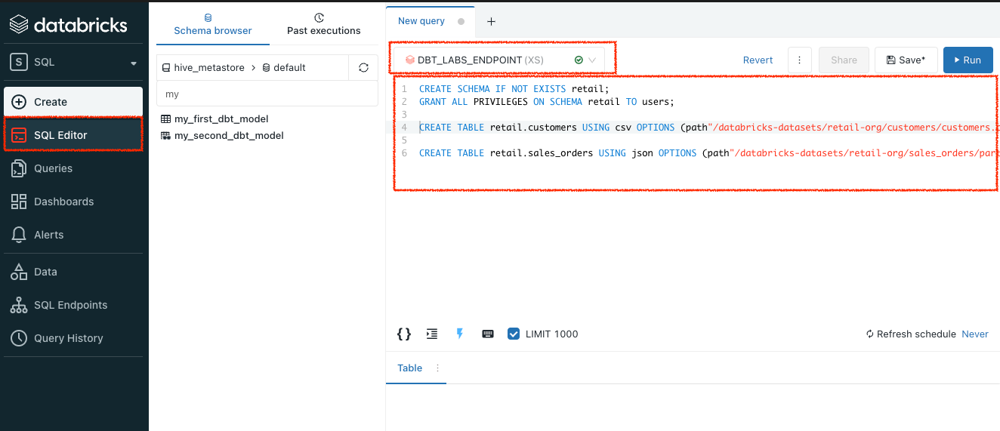 databricks
S SQL
Create
SQL Editor
Queries
Dashboards
Alerts
Data
SQL Endpoints
Query History
Schema browser
Past executions
hive_metastore > default
my
my_first_dbt_model
my_second_dbt_model
New query
DBT_LABS_ENDPOINT (XS)
Revert
Share
Save*
Run
1 CREATE SCHEMA IF NOT EXISTS retail;
2 GRANT ALL PRIVILEGES ON SCHEMA retail TO users;
3
4 CREATE TABLE retail.customers USING csv OPTIONS (path"/databricks-datasets/retail-org/customers/customers.
5
6 CREATE TABLE retail.sales_orders USING json OPTIONS (path"/databricks-datasets/retail-org/sales_orders/part
{} LIMIT 1000
Refresh schedule Never
Table